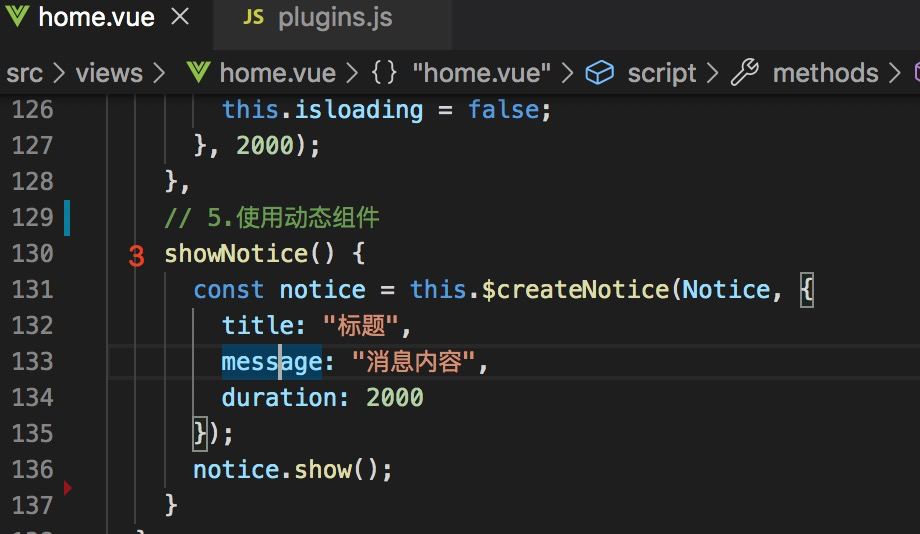 home.vue JS plugins.js
src views home.vue {} "home.vue" script methods
126 this.isloading = false;
127 }, 2000);
128 },
129 // 5.使用动态组件
130 3 showNotice() {
131 const notice = this.$createNotice(Notice, {
132 title: "标题",
133 message: "消息内容",
134 duration: 2000
135 });
136 notice.show();
137 }